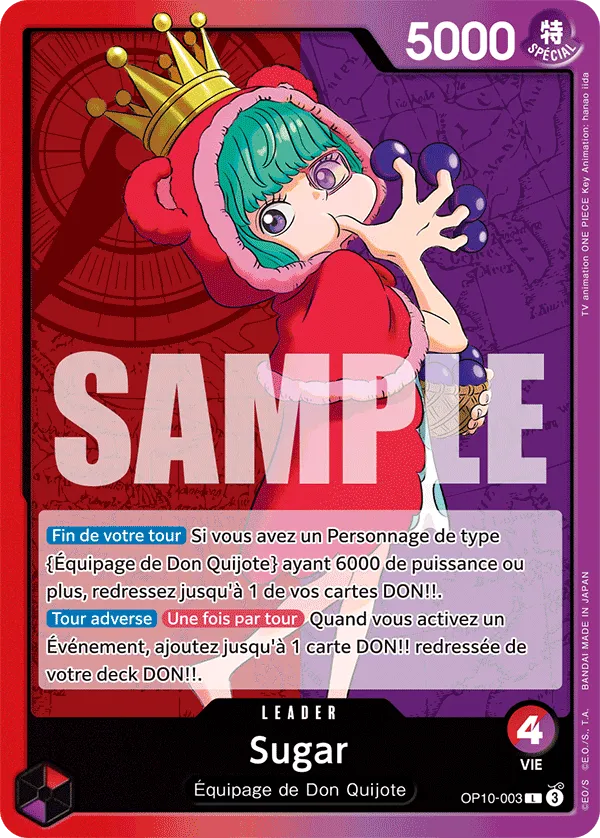 5000
特
SPÉCIAL
TV animation ONE PIECE Key Animation: hanao iida
SAMPLE
Fin de votre tour Si vous avez un Personnage de type
{Équipage de Don Quijote} ayant 6000 de puissance ou
plus, redressez jusqu'à 1 de vos cartes DON!!.
Tour adverse Une fois par tour Quand vous activez un
Événement, ajoutez jusqu'à 1 carte DON!! redressée de
votre deck DON!!.
LEADER
Sugar
Équipage de Don Quijote
4
VIE
OP10-003 L 3
©E.O/S ©E.O./S., T.A. BANDAI MADE IN JAPAN